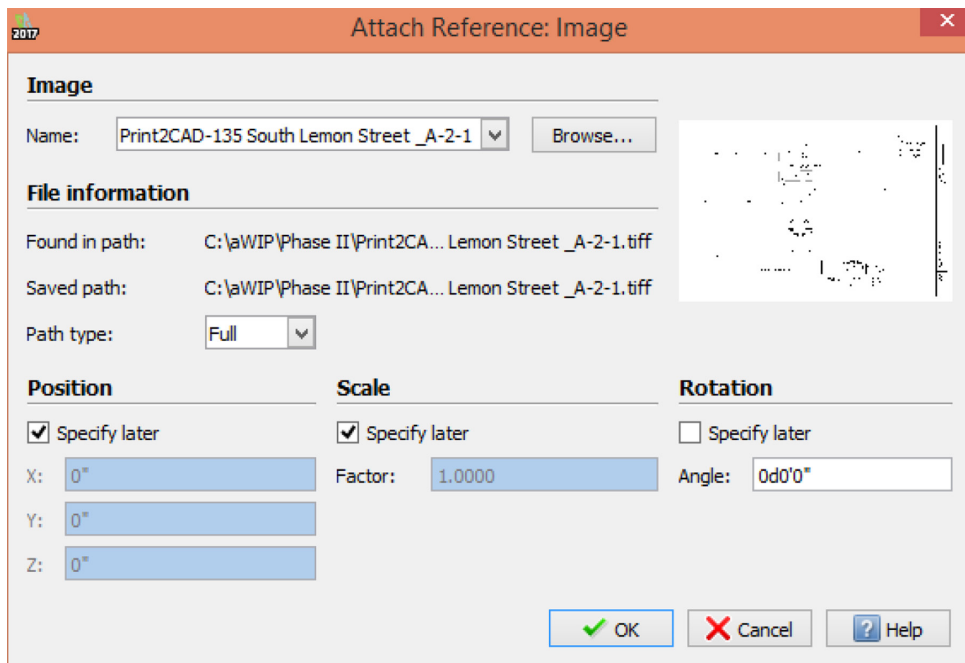 2017
Attach Reference: Image
Image
Name: Print2CAD-135 South Lemon Street _A-2-1 Browse...
File information
Found in path: C:\aWIP\Phase II\Print2CA... Lemon Street _A-2-1.tiff
Saved path: C:\aWIP\Phase II\Print2CA... Lemon Street _A-2-1.tiff
Path type: Full
Position Scale Rotation
Specify later Specify later Specify later
X: 0" Factor: 1.0000 Angle: 0d0'0"
Y: 0"
Z: 0"
OK Cancel Help